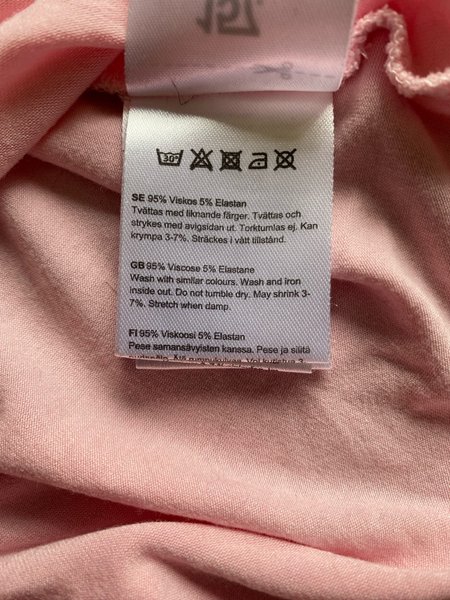 30°
SE 95% Viskos 5% Elastan
Tvättas med liknande färger. Tvättas och
strykes med avigsidan ut. Torktumlas ej. Kan
krympa 3-7%. Sträckes i vått tillstånd.
GB 95% Viscose 5% Elastane
Wash with similar colours. Wash and iron
inside out. Do not tumble dry. May shrink 3-
7%. Stretch when damp.
FI 95% Viskoosi 5% Elastan
Pese samansävyisten kanssa. Pese ja silitä